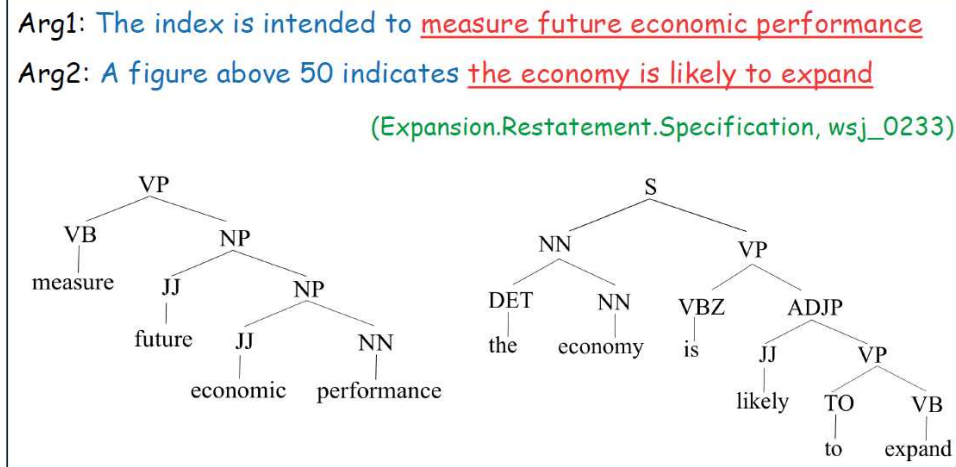 Arg1: The index is intended to measure future economic performance
Arg2: A figure above 50 indicates the economy is likely to expand
(Expansion.Restatement.Specification, wsj_0233)
VP
VB NP
measure JJ NP
future JJ NN
economic performance
S
NN VP
DET NN VBZ ADJP
the economy is JJ VP
likely TO VB
to expand